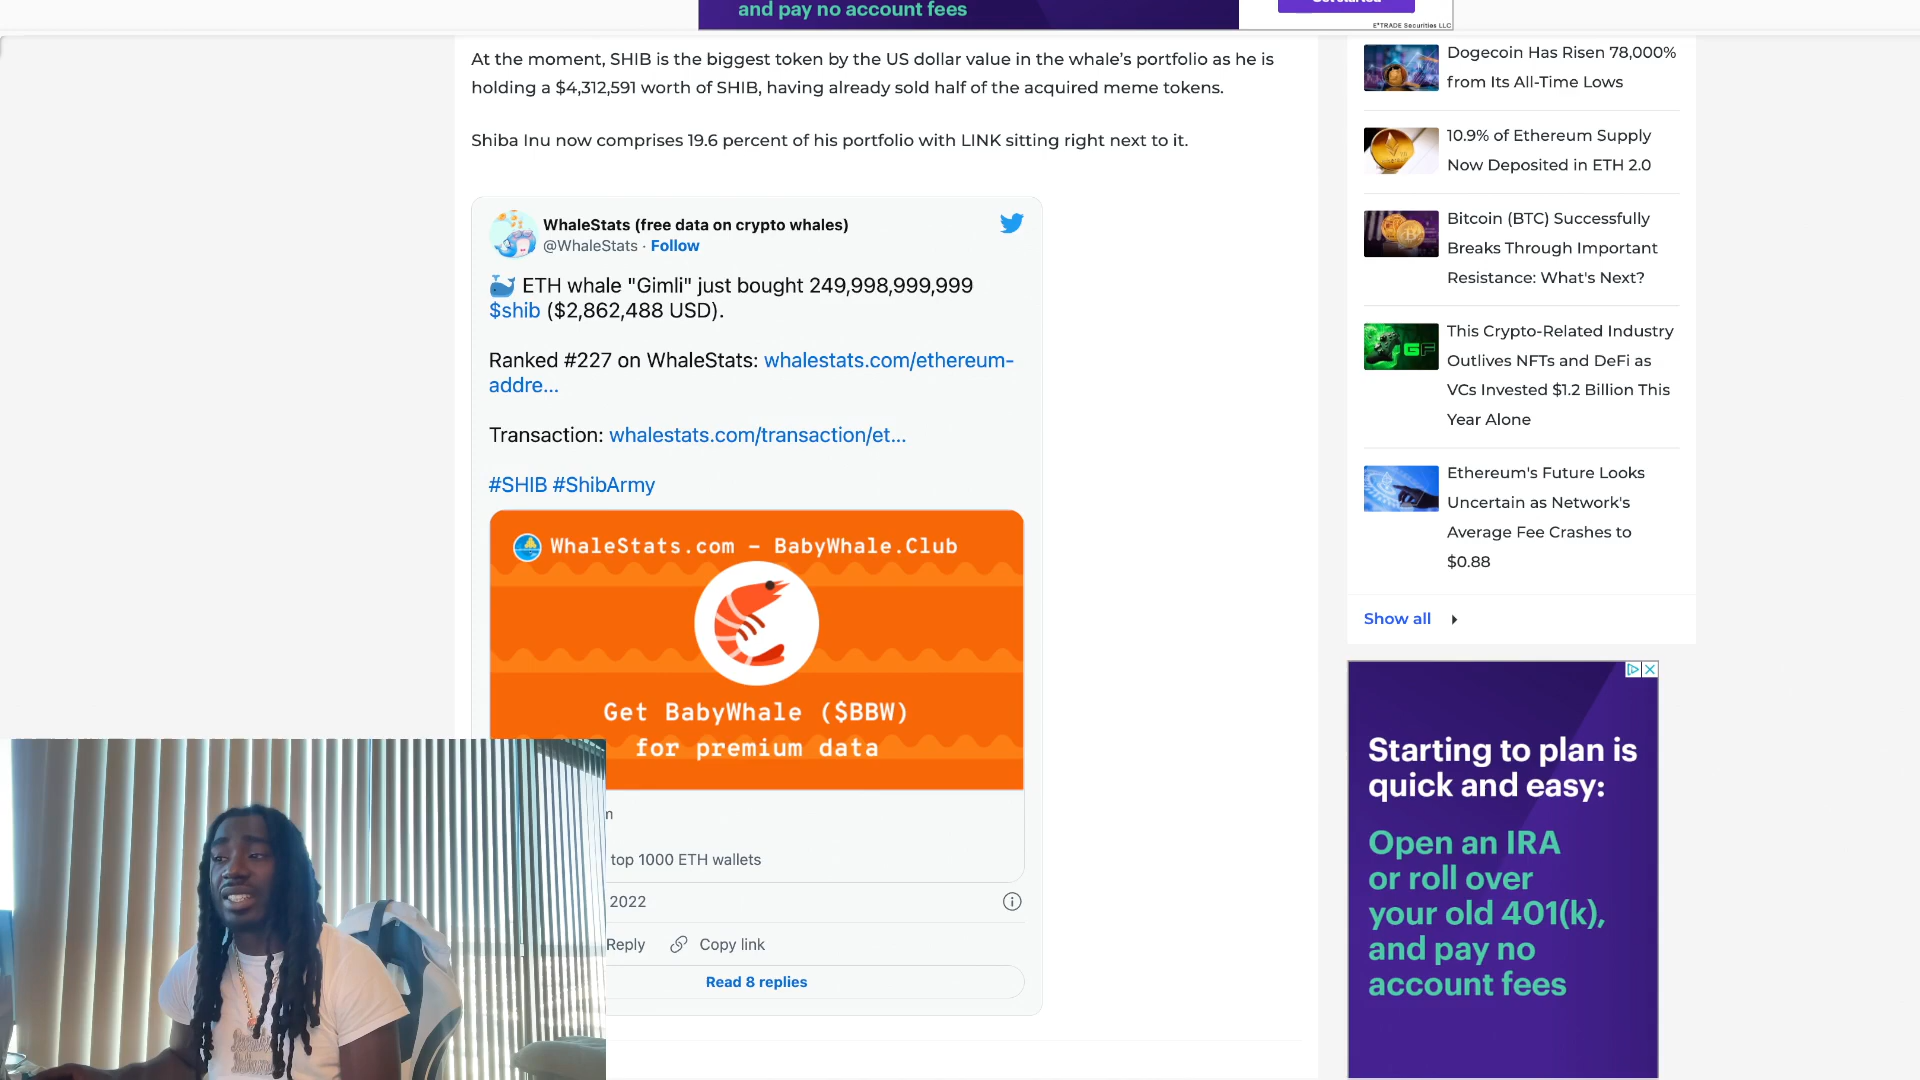 and pay no account fees
E*TRADE Securities LLC
At the moment, SHIB is the biggest token by the US dollar value in the whale's portfolio as he is
holding a $4,312,591 worth of SHIB, having already sold half of the acquired meme tokens.
Shiba Inu now comprises 19.6 percent of his portfolio with LINK sitting right next to it.
WhaleStats (free data on crypto whales)
@WhaleStats · Follow
🐳 ETH whale "Gimli" just bought 249,998,999,999
$shib ($2,862,488 USD).
Ranked #227 on WhaleStats: whalestats.com/ethereum-
addre...
Transaction: whalestats.com/transaction/et...
#SHIB #ShibArmy
WhaleStats.com – BabyWhale.Club
Get BabyWhale ($BBW)
for premium data
n
top 1000 ETH wallets
2022
Reply
Copy link
Read 8 replies
Dogecoin Has Risen 78,000%
from Its All-Time Lows
10.9% of Ethereum Supply
Now Deposited in ETH 2.0
Bitcoin (BTC) Successfully
Breaks Through Important
Resistance: What's Next?
GF
This Crypto-Related Industry
Outlives NFTs and DeFi as
VCs Invested $1.2 Billion This
Year Alone
Ethereum's Future Looks
Uncertain as Network's
Average Fee Crashes to
$0.88
Show all
Starting to plan is
quick and easy:
Open an IRA
or roll over
your old 401(k),
and pay no
account fees